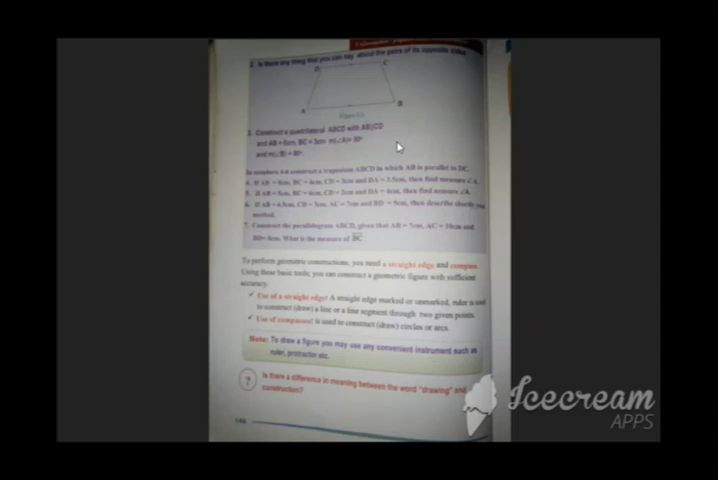 2. Is there any thing that you can say about the pairs of its opposite sides
D
C
A
B
3. Construct a quadrilateral ABCD with AB||CD
and AB = 6cm, BC = 3cm m(∠A)=
and m(∠B) =
In numbers 4-6 construct a trapezium ABCD in which AB is parallel to DC.
4. If AB = 6cm, BC = 4cm, CD = 3cm and DA = 3.5cm, then find measure ∠A.
5. If AB = 8cm, BC = 4cm, CD = 2cm and DA = 4cm, then find measure ∠A.
6. If AB = 6.5cm, CD = 3cm, AC = 7cm and BD = 5cm, then describe shortly your
method.
7. Construct the parallelogram ABCD, given that AB = 7cm, AC = 10cm and
BD= 6cm. What is the measure of BC
To perform geometric constructions, you need a straight edge and compass.
Using these basic tools, you can construct a geometric figure with sufficient
accuracy.
✓ Use of a straight edge: A straight edge marked or unmarked, ruler is used
to construct (draw) a line or a line segment through two given points.
✓ Use of compasses: is used to construct (draw) circles or arcs.
Note: To draw a figure you may use any convenient instrument such as
ruler, protractor etc.
? Is there a difference in meaning between the word "drawing" and
construction?
Icecream
APPS